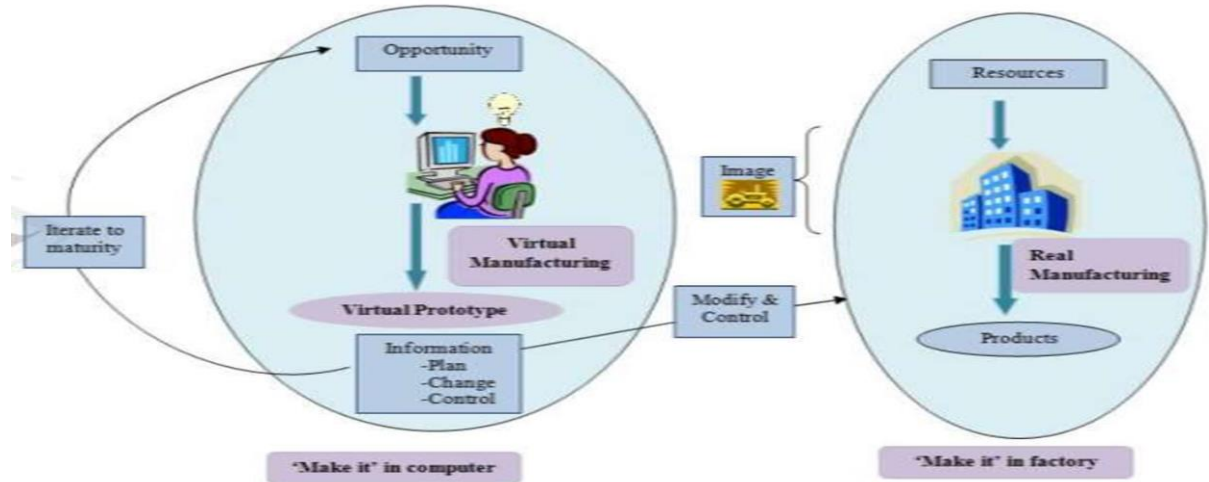 Opportunity
Virtual
Manufacturing
Virtual Prototype
Information
-Plan
-Change
-Control
Iterate to
maturity
'Make it' in computer
Image
Modify &
Control
Resources
Real
Manufacturing
Products
'Make it' in factory